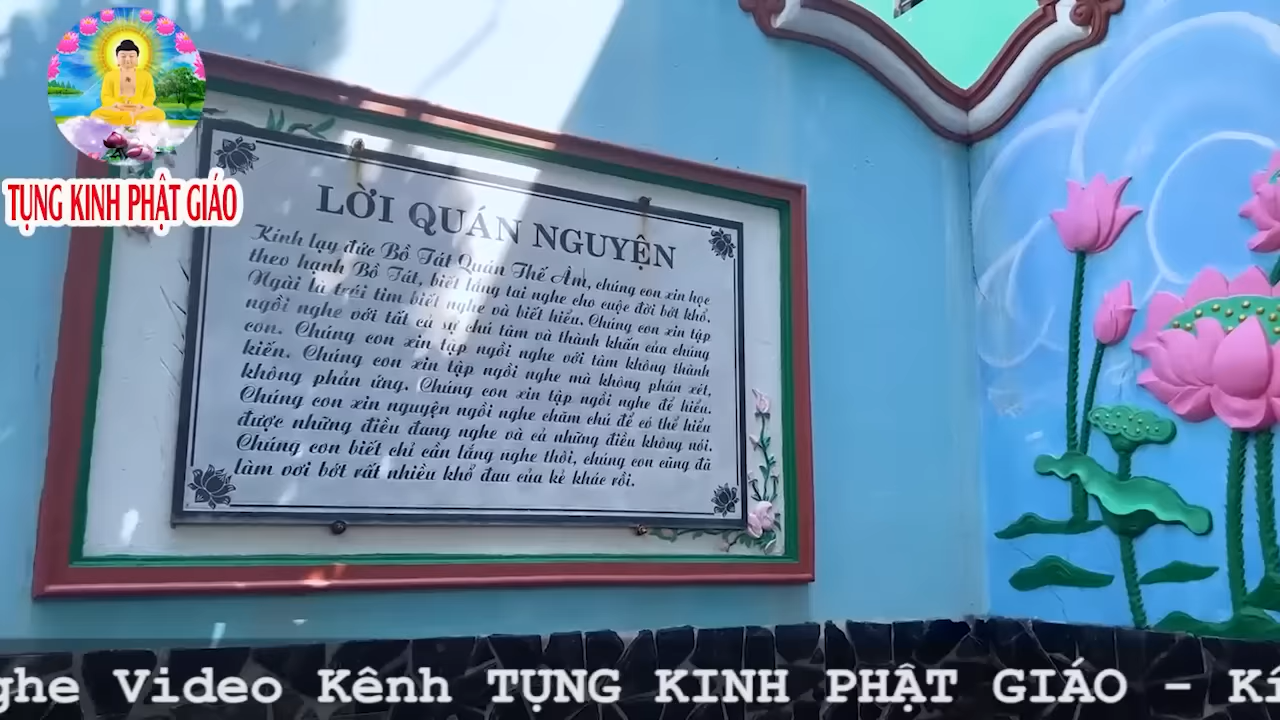 TỤNG KINH PHẬT GIÁO
LỜI QUÁN NGUYỆN
Kính lạy đức Bồ Tát Quán Thế Âm, chúng con xin học
theo hạnh Bồ Tát, biết lắng tai nghe cho cuộc đời bớt khổ.
Ngài là trái tim biết nghe và biết hiểu. Chúng con xin tập
ngồi nghe với tất cả sự chú tâm và thành khẩn của chúng
con. Chúng con xin tập ngồi nghe với tâm không thành
kiến. Chúng con xin tập ngồi nghe mà không phán xét,
không phản ứng. Chúng con xin tập ngồi nghe để hiểu.
Chúng con xin nguyện ngồi nghe chăm chú để có thể hiểu
được những điều đang nghe và cả những điều không nói.
Chúng con biết chỉ cần lắng nghe thôi, chúng con cũng đã
làm vơi bớt rất nhiều khổ đau của kẻ khác rồi.
ghe Video Kênh TỤNG KINH PHẬT GIÁO - Kí